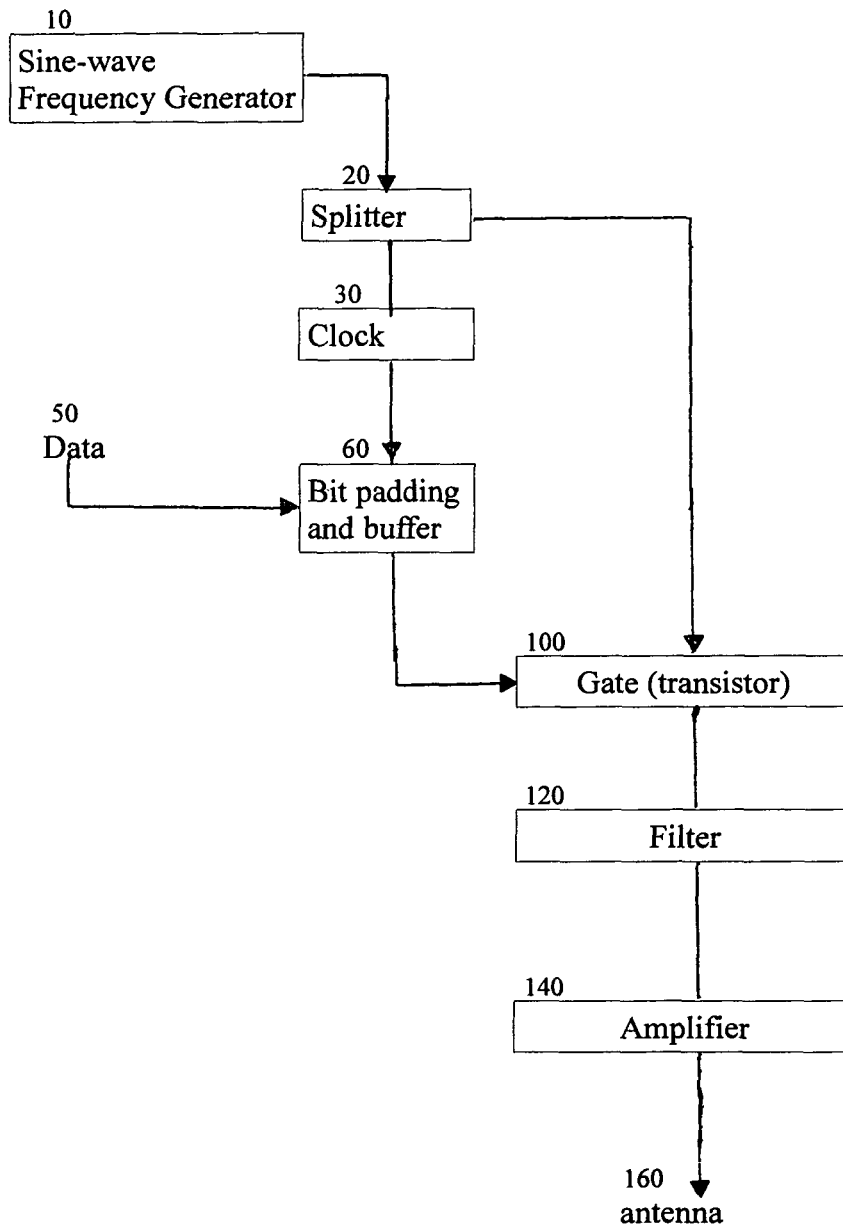 10
Sine-wave
Frequency Generator
20
Splitter
30
Clock
50
Data
60
Bit padding
and buffer
100
Gate (transistor)
120
Filter
140
Amplifier
160
antenna